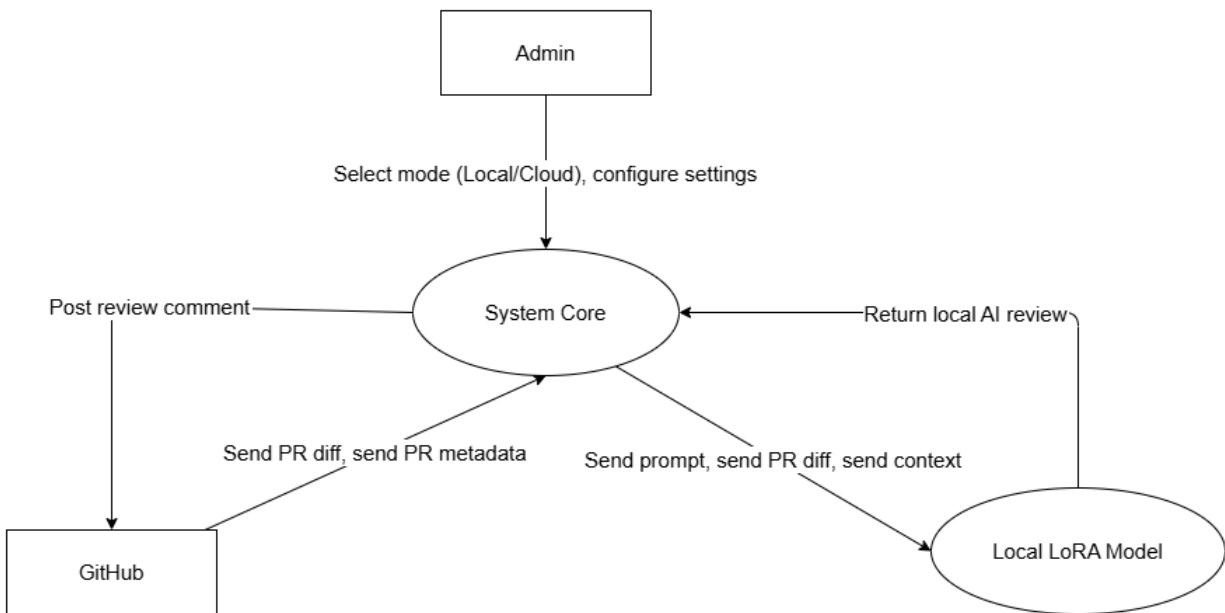 Admin
Select mode (Local/Cloud), configure settings
Post review comment
System Core
Return local AI review
Send PR diff, send PR metadata
Send prompt, send PR diff, send context
GitHub
Local LoRA Model